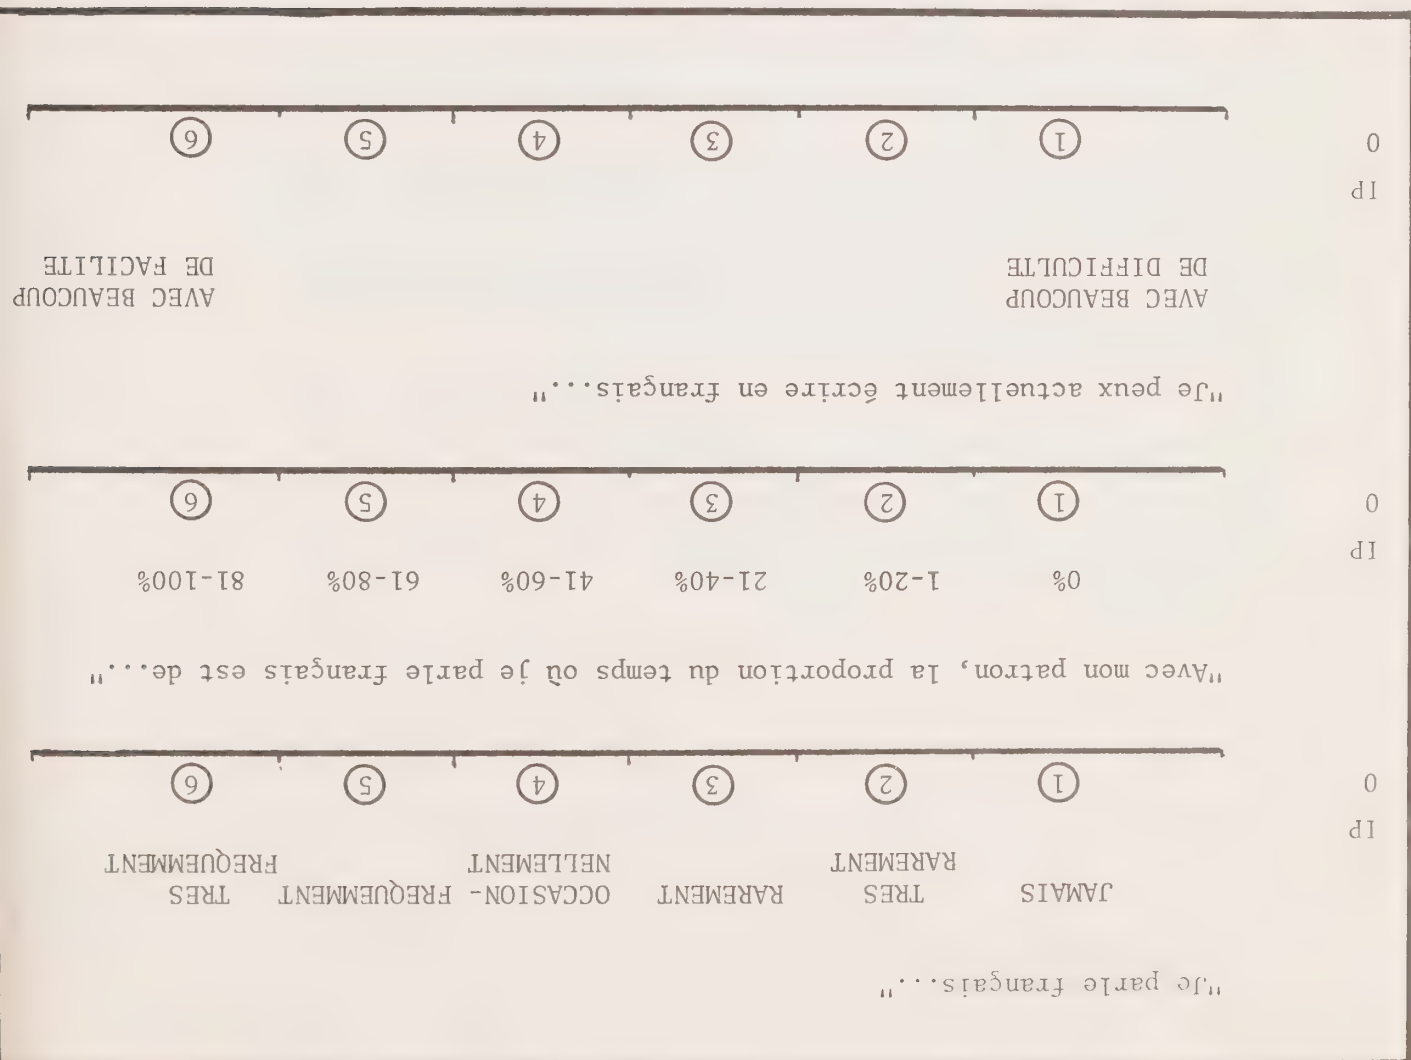 "Je parle français..."
JAMAIS TRES RAREMENT OCCASION- FREQUEMMENT TRES
RAREMENT NELLEMENT FREQUEMMENT
IP
0 1 2 3 4 5 6
"Avec mon patron, la proportion du temps où je parle français est de..."
0% 1-20% 21-40% 41-60% 61-80% 81-100%
IP
0 1 2 3 4 5 6
"Je peux actuellement écrire en français..."
AVEC BEAUCOUP AVEC BEAUCOUP
DE DIFFICULTE DE FACILITE
IP
0 1 2 3 4 5 6